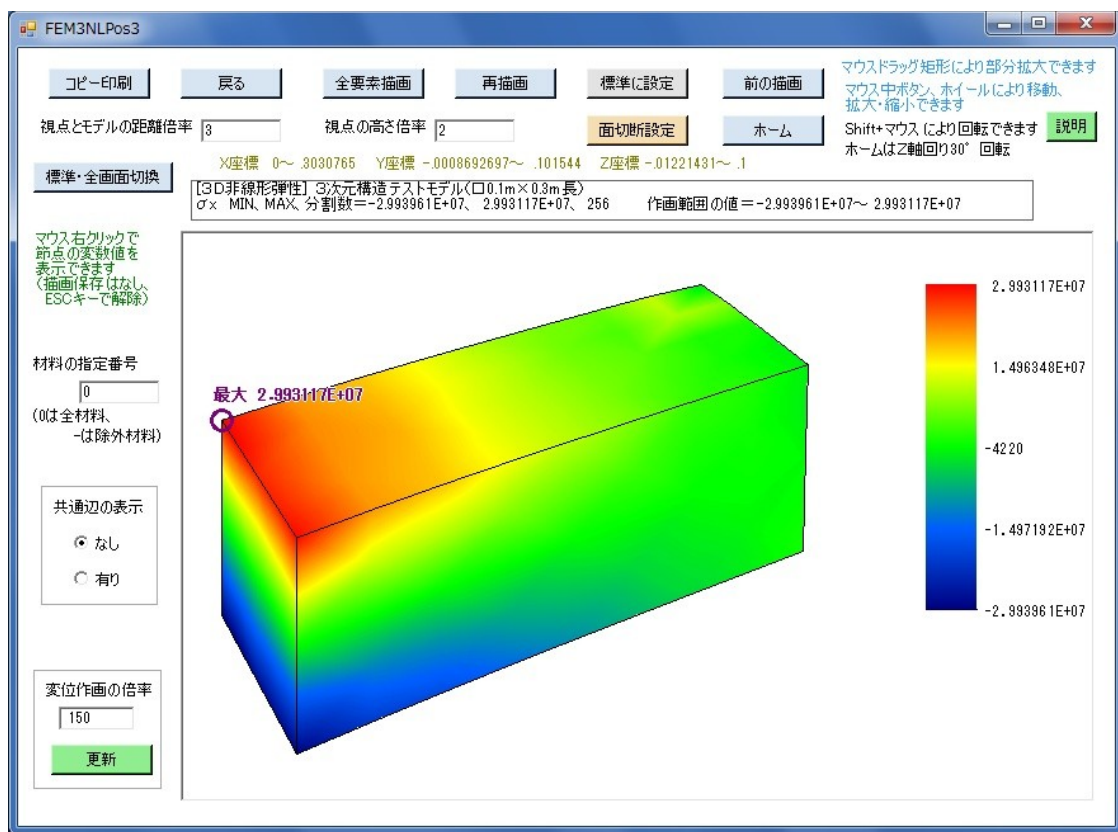 FEM3NLPos3
コピー印刷
戻る
全要素描画
再描画
標準に設定
前の描画
マウスドラッグ矩形により部分拡大できます
マウス中ボタン、ホイールにより移動、
拡大・縮小できます
視点とモデルの距離倍率 3
視点の高さ倍率 2
面切断設定
ホーム
Shift+マウスにより回転できます
ホームはZ軸回り30° 回転
説明
標準・全画面切換
X座標 0～ .3030765 Y座標 -.0008692697～ .101544 Z座標 -.01221431～ .1
[3D非線形弾性] 3次元構造テストモデル(口0.1m×0.3m長)
σx MIN、MAX、分割数=-2.993961E+07、 2.993117E+07、 256 作画範囲の値=-2.993961E+07～ 2.993117E+07
マウス右クリックで
節点の変数値を
表示できます
(描画保存はなし、
ESCキーで解除)
材料の指定番号
0
(0は全材料、
-は除外材料)
共通辺の表示
なし
有り
変位作画の倍率
150
更新
最大 2.993117E+07
2.993117E+07
1.496348E+07
-4220
-1.497192E+07
-2.993961E+07